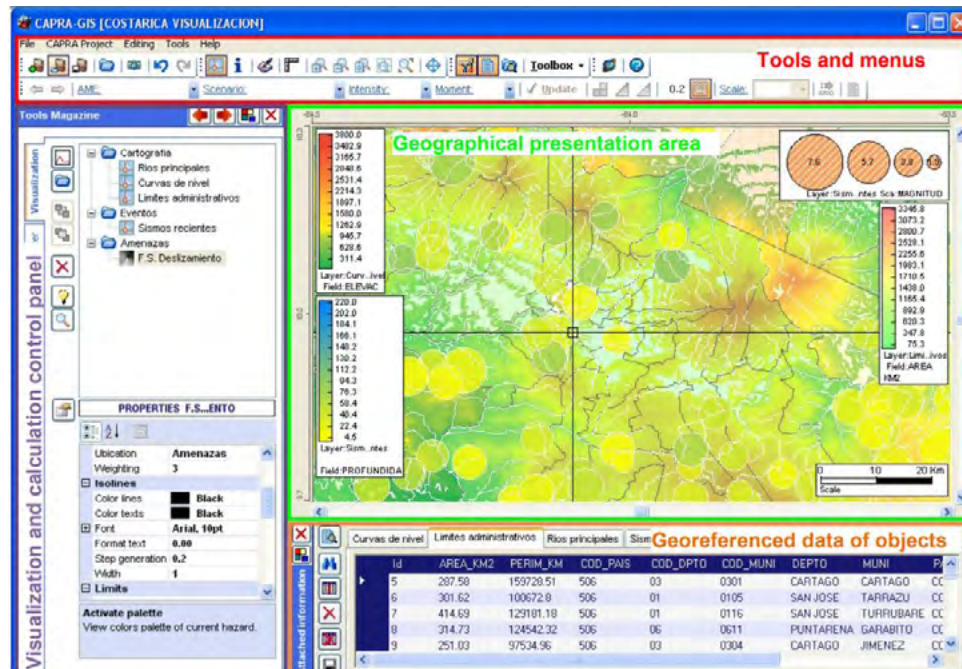 CAPRA-GIS [COSTARICA VISUALIZACION]
File CAPRA Project Editing Tools Help
Tools and menus
Toolbox
AME: Scenario: Intensity: Moment: Update 0.2 Scale:
Tools Magazine
Visualization
Visualization and calculation control panel
Cartografia
Rios principales
Curvas de nivel
Limites administrativos
Eventos
Sismos recientes
Amenazas
F.S. Deslizamiento
PROPERTIES F.S...ENTO
Ubication Amenazas
Weighting 3
Isolines
Color lines Black
Color texts Black
Font Arial, 10pt
Format text 0.00
Step generation 0.2
Width 1
Limits
Activate palette
View colors palette of current hazard.
Geographical presentation area
3800.0
3482.9
3165.7
2848.6
2531.4
2214.3
1897.1
1580.0
1262.9
945.7
628.6
311.4
Layer:Curv...ivel
Field:ELEVAC
220.0
202.0
184.1
166.1
148.2
130.2
112.2
94.3
76.3
58.4
40.4
22.4
4.5
Layer:Sism...ntes
Field:PROFUNDIDA
7.6 5.7 3.8
Layer:Sism...ntes Sca:MAGNITUD
3345.8
3073.2
2800.7
2528.1
2255.6
1983.1
1710.5
1438.0
1165.4
892.9
620.3
347.8
75.3
Layer:Limi...ivos
Field:AREA
KM2
0 10 20 Km
Scale
Attached information
Curvas de nivel Limites administrativos Rios principales Sism
Georeferenced data of objects
Id AREA_KM2 PERIM_KM COD_PAIS COD_DPTO COD_MUNI DEPTO MUNI PA
5 287.58 159728.51 506 03 0301 CARTAGO CARTAGO CC
6 301.62 100672.8 506 01 0105 SAN JOSE TARRAZU CC
7 414.69 129181.18 506 01 0116 SAN JOSE TURRUBARE CC
8 314.73 124542.32 506 06 0611 PUNTARENA GARABITO CC
9 251.03 97534.96 506 03 0304 CARTAGO JIMENEZ CC